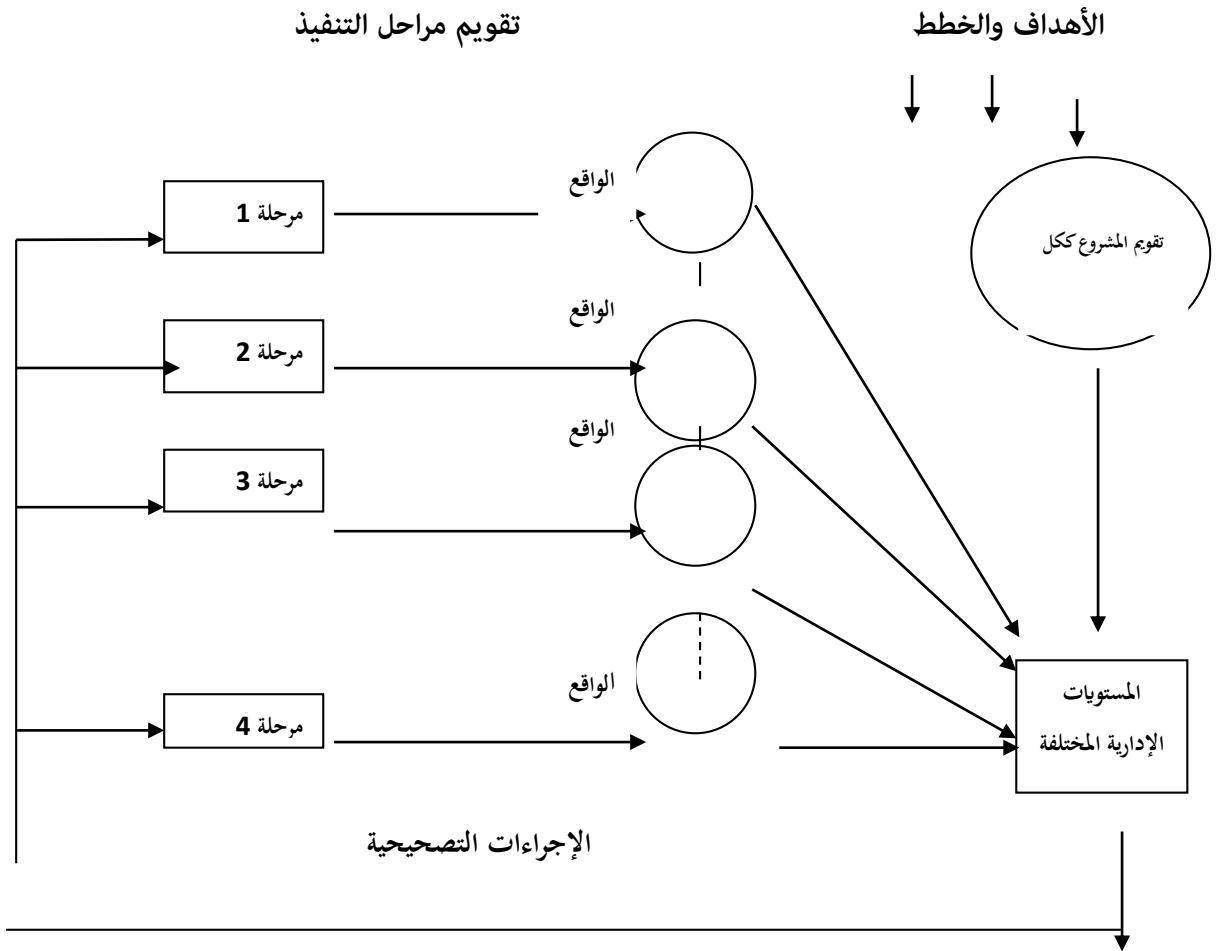 الأهداف والخطط
تقويم مراحل التنفيذ
تقويم المشروع ككل
الواقع
مرحلة 1
الواقع
مرحلة 2
الواقع
مرحلة 3
الواقع
مرحلة 4
المستويات
الإدارية المختلفة
الإجراءات التصحيحية